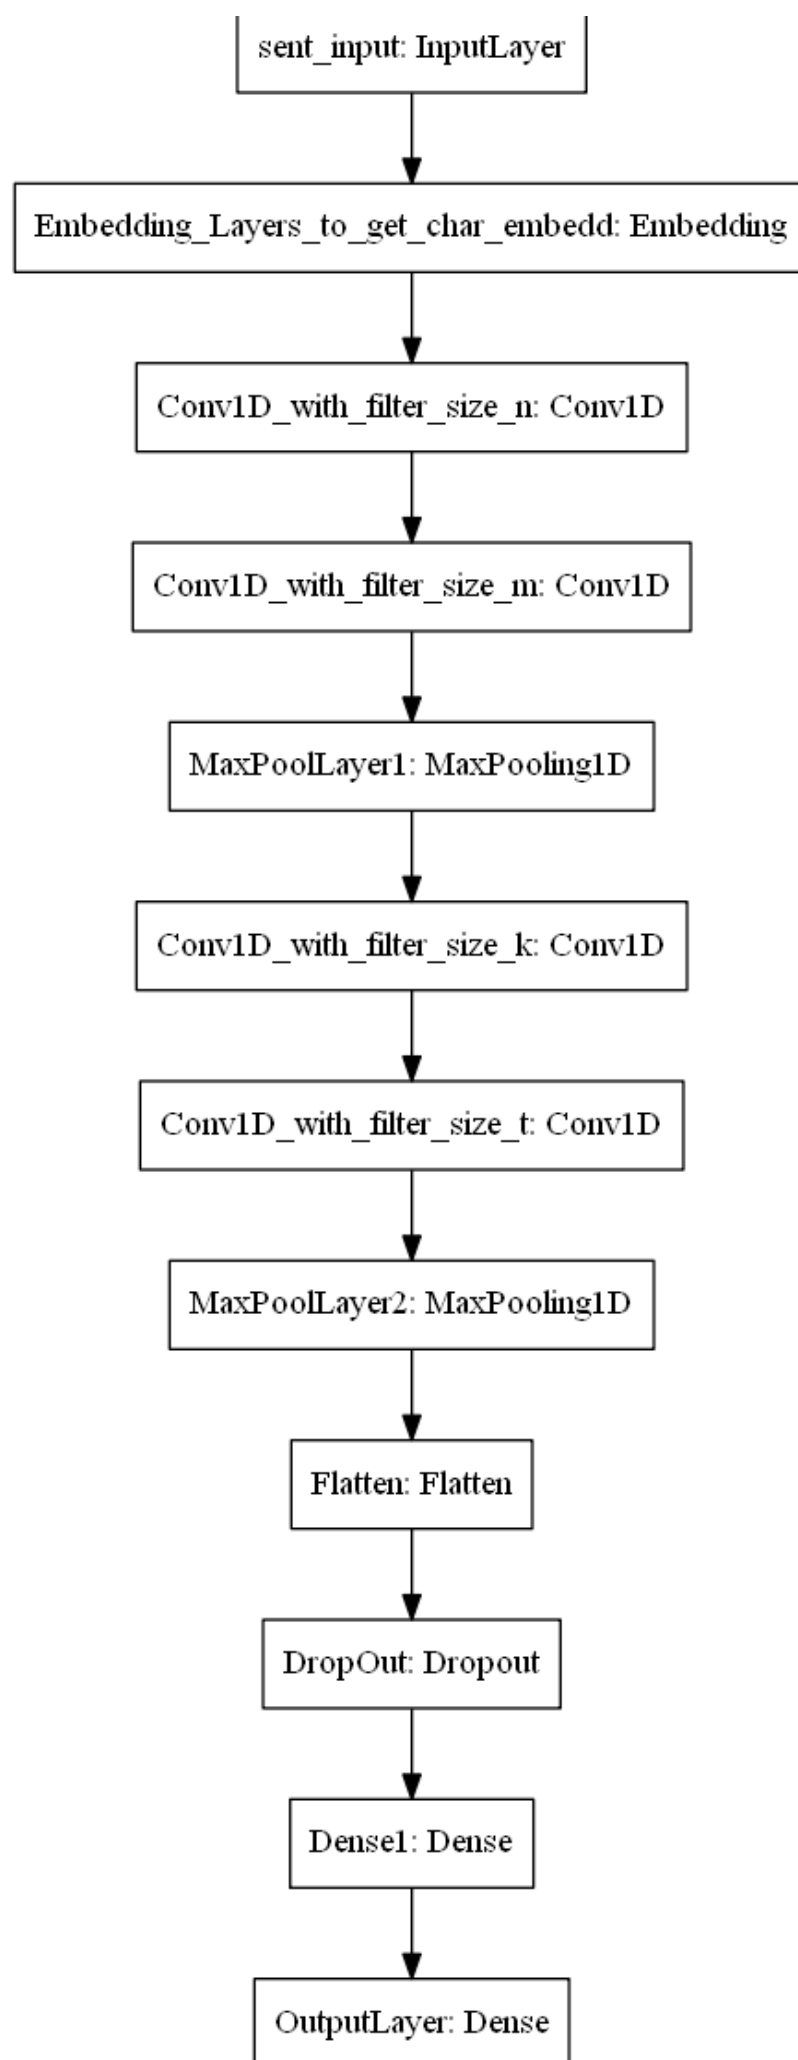 sent_input: InputLayer
Embedding_Layers_to_get_char_embedd: Embedding
Conv1D_with_filter_size_n: Conv1D
Conv1D_with_filter_size_m: Conv1D
MaxPoolLayer1: MaxPooling1D
Conv1D_with_filter_size_k: Conv1D
Conv1D_with_filter_size_t: Conv1D
MaxPoolLayer2: MaxPooling1D
Flatten: Flatten
DropOut: Dropout
Dense1: Dense
OutputLayer: Dense